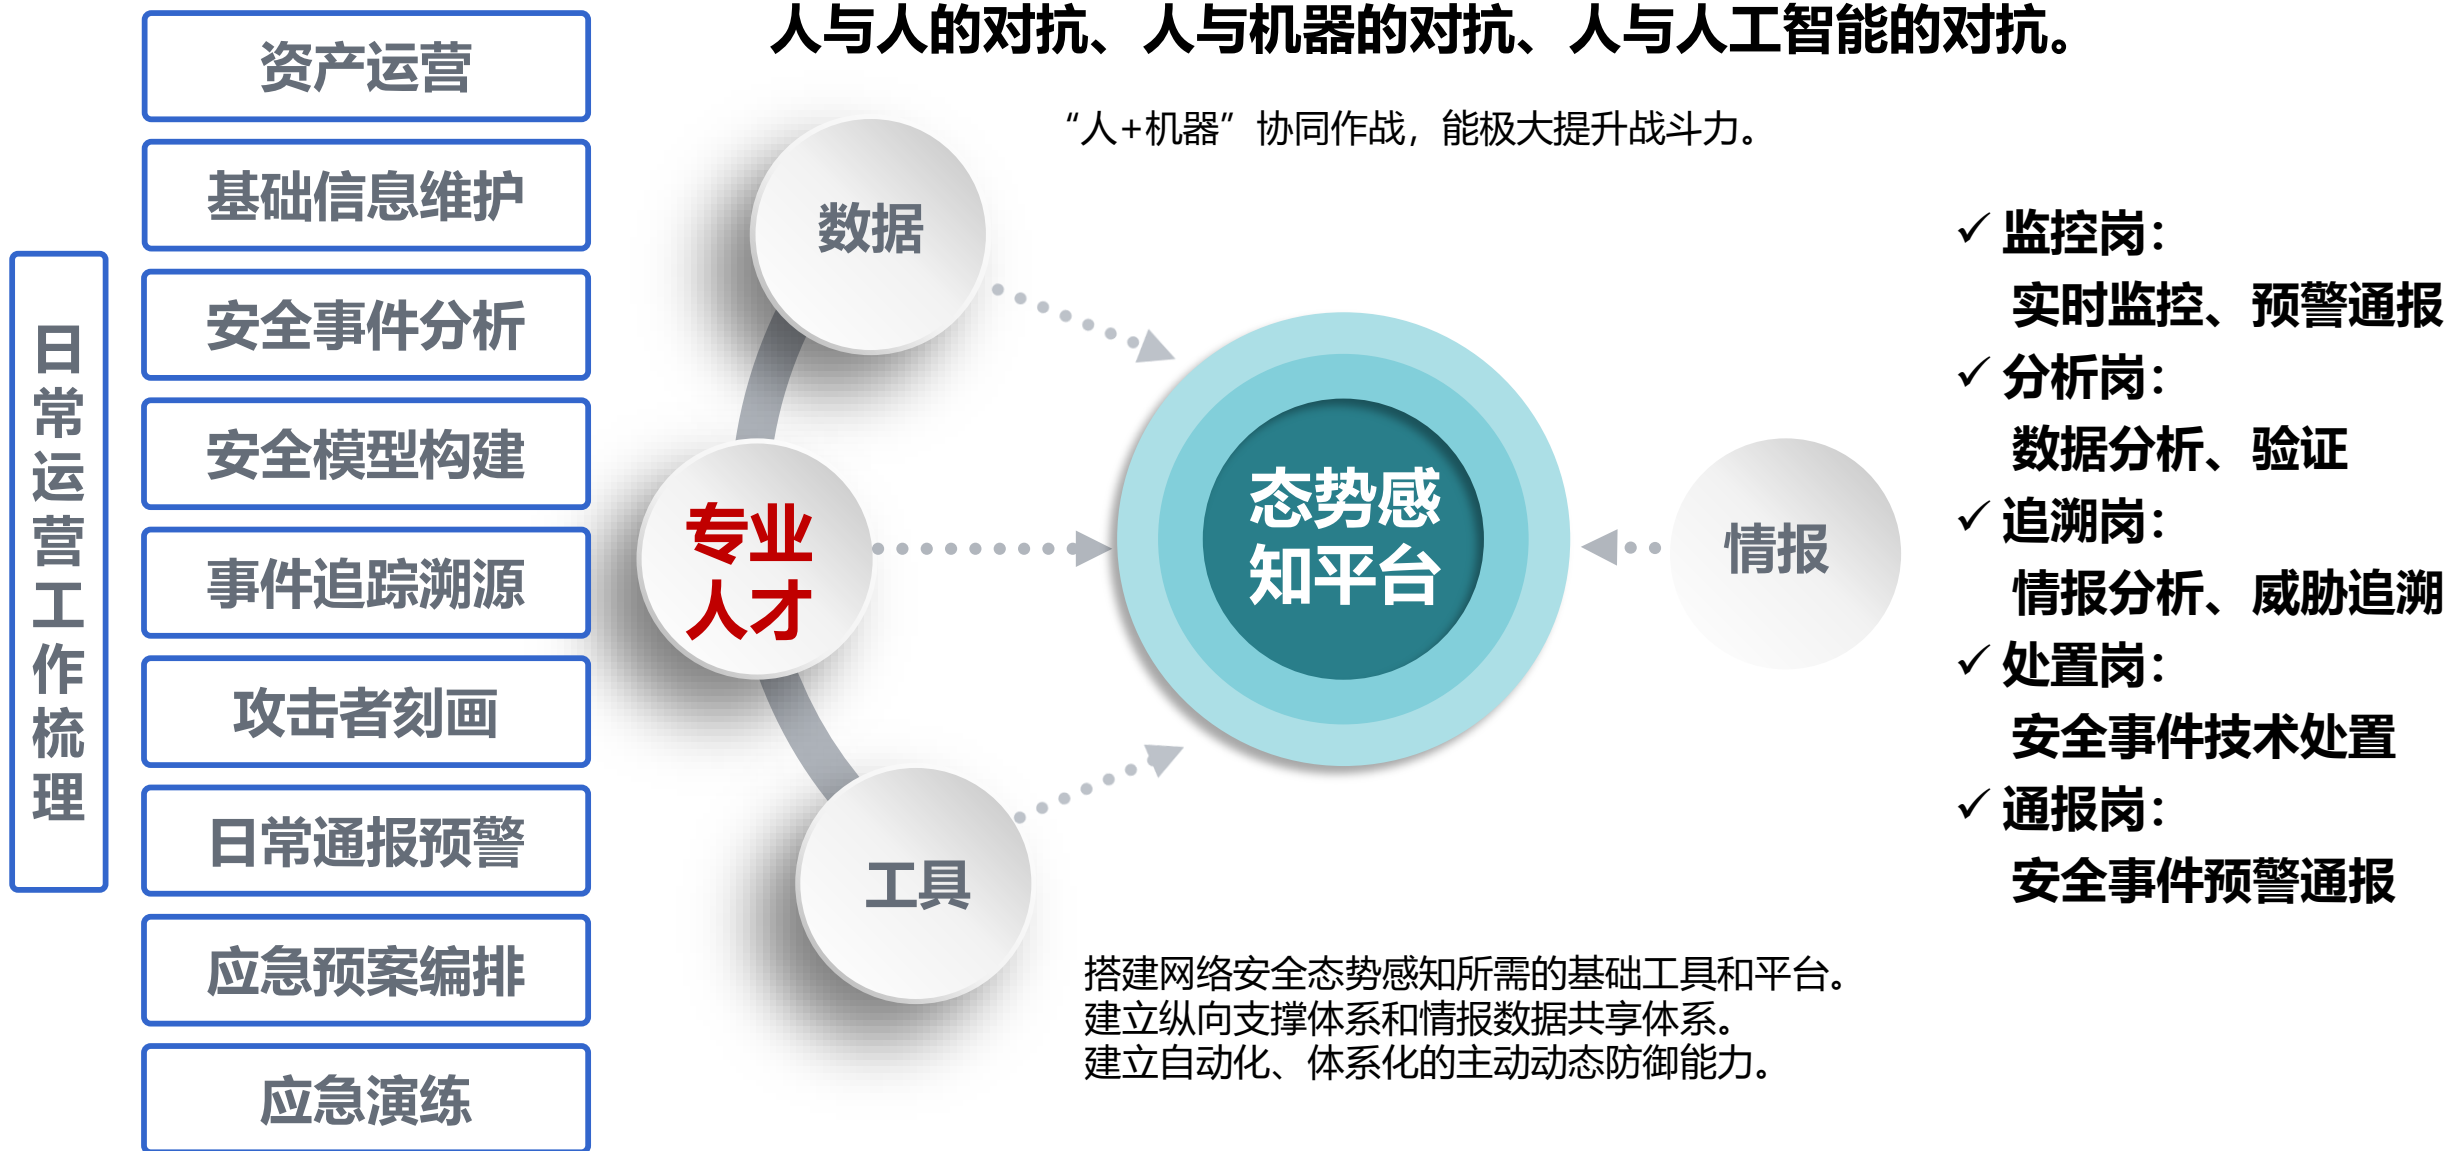 人与人的对抗、人与机器的对抗、人与人工智能的对抗。
“人+机器”协同作战，能极大提升战斗力。
日常运营工作梳理
资产运营
基础信息维护
安全事件分析
安全模型构建
事件追踪溯源
攻击者刻画
日常通报预警
应急预案编排
应急演练
数据
专业
人才
工具
态势感
知平台
情报
✓ 监控岗：
实时监控、预警通报
✓ 分析岗：
数据分析、验证
✓ 追溯岗：
情报分析、威胁追溯
✓ 处置岗：
安全事件技术处置
✓ 通报岗：
安全事件预警通报
搭建网络安全态势感知所需的基础工具和平台。
建立纵向支撑体系和情报数据共享体系。
建立自动化、体系化的主动动态防御能力。